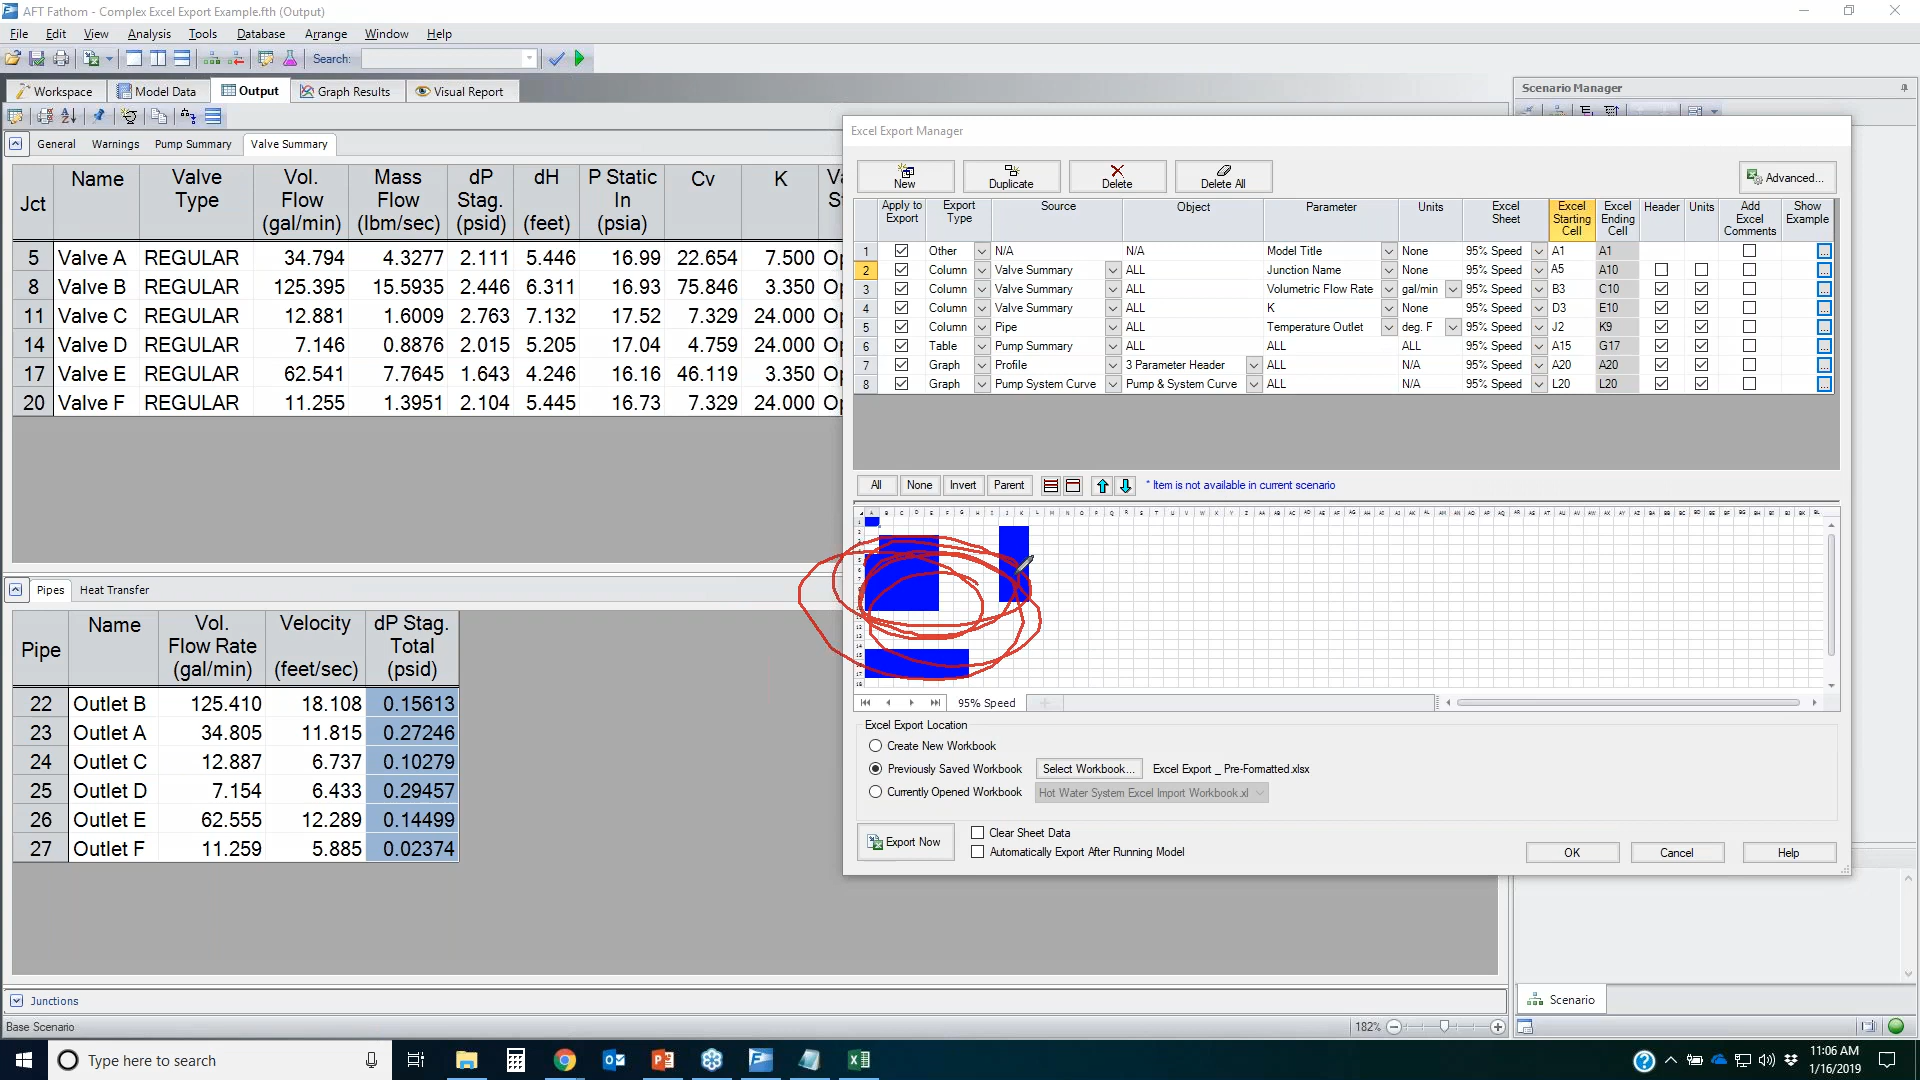 AFT Fathom - Complex Excel Export Example.fth (Output)
File Edit View Analysis Tools Database Arrange Window Help
Search:
Workspace Model Data Output Graph Results Visual Report
General Warnings Pump Summary Valve Summary
Jct Name Valve Type Vol. Flow (gal/min) Mass Flow (lbm/sec) dP Stag. (psid) dH (feet) P Static In (psia) Cv K
5 Valve A REGULAR 34.794 4.3277 2.111 5.446 16.99 22.654 7.500
8 Valve B REGULAR 125.395 15.5935 2.446 6.311 16.93 75.846 3.350
11 Valve C REGULAR 12.881 1.6009 2.763 7.132 17.52 7.329 24.000
14 Valve D REGULAR 7.146 0.8876 2.015 5.205 17.04 4.759 24.000
17 Valve E REGULAR 62.541 7.7645 1.643 4.246 16.16 46.119 3.350
20 Valve F REGULAR 11.255 1.3951 2.104 5.445 16.73 7.329 24.000
Pipes Heat Transfer
Pipe Name Vol. Flow Rate (gal/min) Velocity (feet/sec) dP Stag. Total (psid)
22 Outlet B 125.410 18.108 0.15613
23 Outlet A 34.805 11.815 0.27246
24 Outlet C 12.887 6.737 0.10279
25 Outlet D 7.154 6.433 0.29457
26 Outlet E 62.555 12.289 0.14499
27 Outlet F 11.259 5.885 0.02374
Junctions
Base Scenario
182%
Scenario Manager
Scenario
Excel Export Manager
New Duplicate Delete Delete All Advanced...
Apply to Export Export Type Source Object Parameter Units Excel Sheet Excel Starting Cell Excel Ending Cell Header Units Add Excel Comments Show Example
1 Other N/A N/A Model Title None 95% Speed A1 A1
2 Column Valve Summary ALL Junction Name None 95% Speed A5 A10
3 Column Valve Summary ALL Volumetric Flow Rate gal/min 95% Speed B3 C10
4 Column Valve Summary ALL K None 95% Speed D3 E10
5 Column Pipe ALL Temperature Outlet deg. F 95% Speed J2 K9
6 Table Pump Summary ALL ALL ALL 95% Speed A15 G17
7 Graph Profile 3 Parameter Header ALL N/A 95% Speed A20 A20
8 Graph Pump System Curve Pump & System Curve ALL N/A 95% Speed L20 L20
All None Invert Parent * Item is not available in current scenario
95% Speed
Excel Export Location
Create New Workbook
Previously Saved Workbook Select Workbook... Excel Export _ Pre-Formatted.xlsx
Currently Opened Workbook Hot Water System Excel Import Workbook.xl
Export Now Clear Sheet Data
Automatically Export After Running Model
OK Cancel Help
Type here to search
11:06 AM
1/16/2019